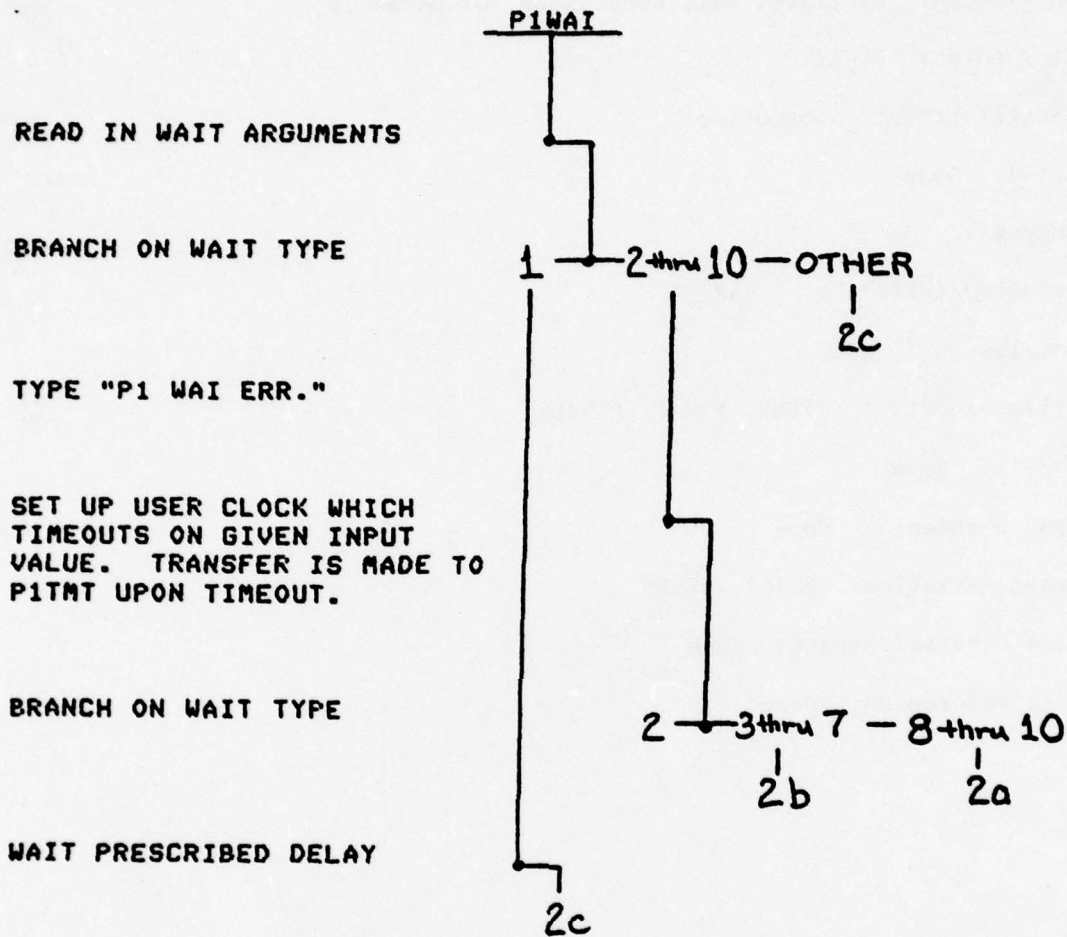 P1WAI
READ IN WAIT ARGUMENTS
BRANCH ON WAIT TYPE
1 2 thru 10 OTHER
2c
TYPE "P1 WAI ERR."
SET UP USER CLOCK WHICH
TIMEOUTS ON GIVEN INPUT
VALUE. TRANSFER IS MADE TO
P1TMT UPON TIMEOUT.
BRANCH ON WAIT TYPE
2 3 thru 7 8 thru 10
2b 2a
WAIT PRESCRIBED DELAY
2c